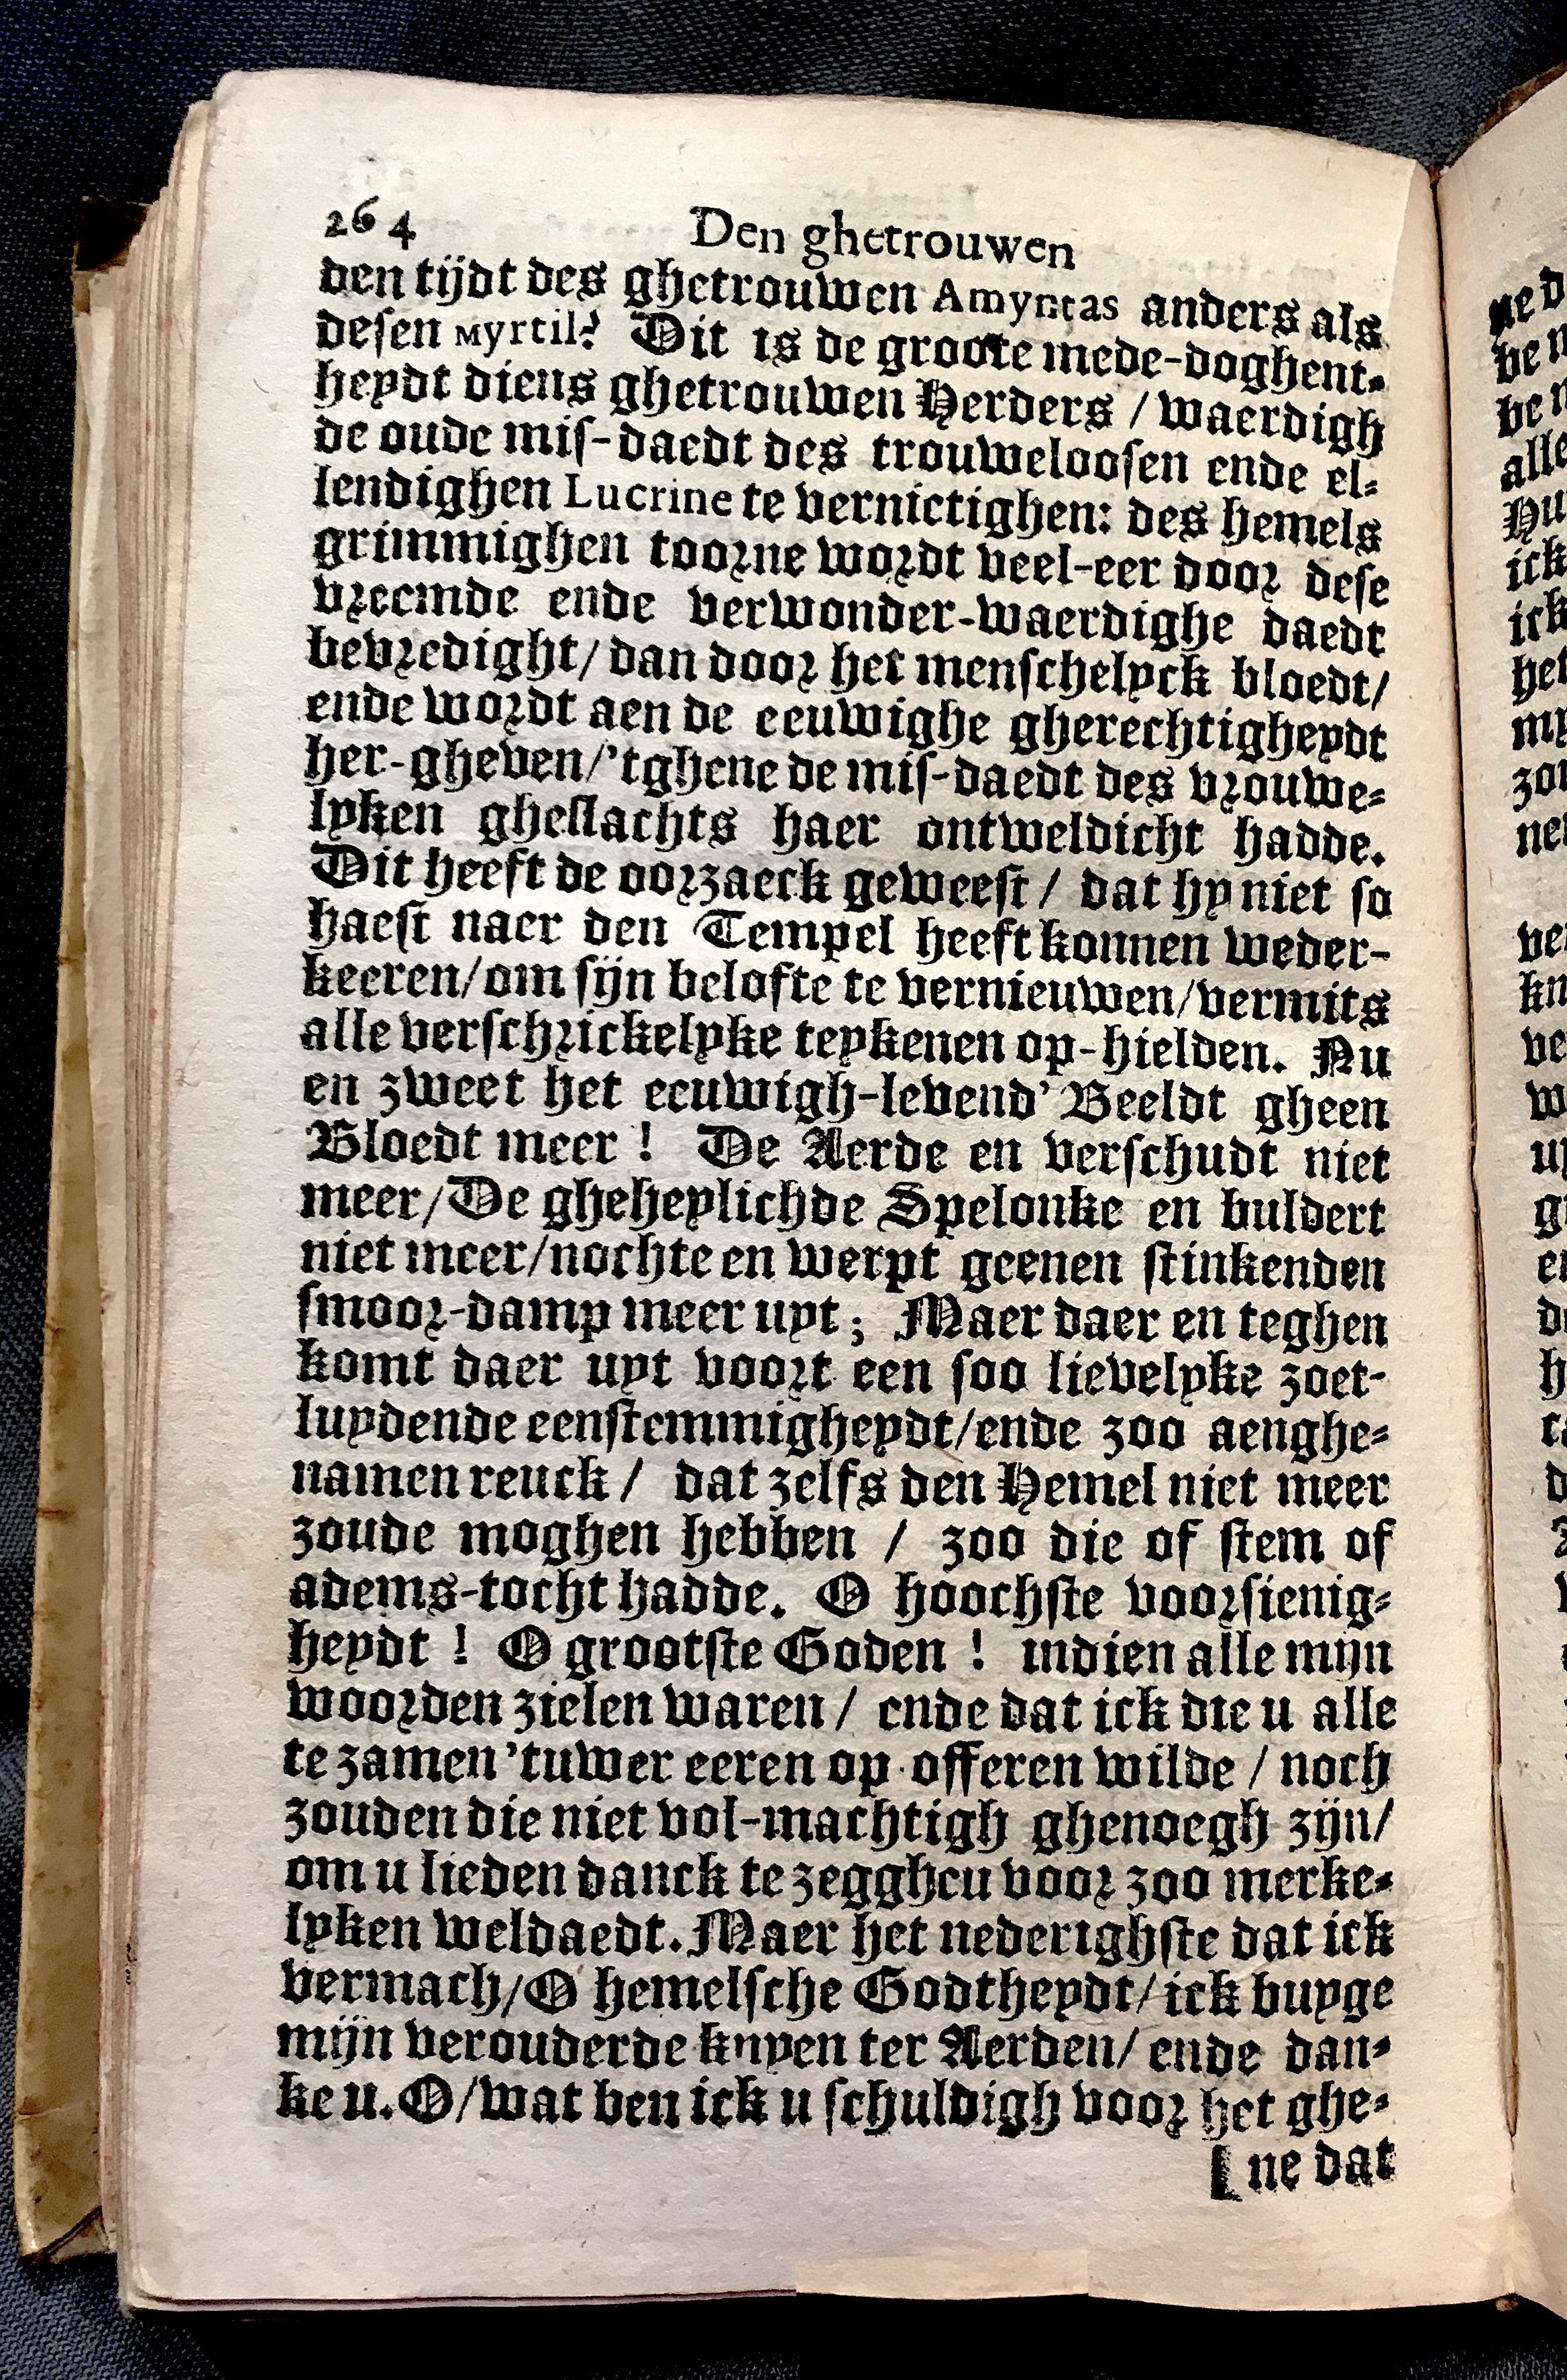 264 Den ghetrouwen
den tijdt des ghetrouwen Amyntas anders als
desen Myrtil? Dit is de groote mede-doghent-
heydt diens ghetrouwen Herders / waerdigh
de oude mis-daedt des trouweloosen ende el-
lendighen Lucrine te vernictighen: des hemels
grimmighen toorne wordt veel-eer door dese
vreemde ende verwonder-waerdighe daedt
bevredight/ dan door het menschelyck bloedt/
ende wordt aen de eeuwighe gherechtigheydt
her-gheven/'tghene de mis-daedt des vrouwe-
lyken gheslachts haer ontweldicht hadde.
Dit heeft de oorzaeck geweest / dat hy niet so
haest naer den Tempel heeft konnen weder-
keeren/om sijn belofte te vernieuwen/vermits
alle verschrickelyke teykenen op-hielden. Nu
en zweet het eeuwigh-levend' Beeldt gheen
Bloedt meer ! De Aerde en verschudt niet
meer/De gheheylichde Spelonke en buldert
niet meer/nochte en werpt geenen stinkenden
smoor-damp meer uyt; Maer daer en teghen
komt daer uyt voort een soo lievelyke zoet-
luydende eenstemmigheydt/ende zoo aenghe-
namen reuck / dat zelfs den Hemel niet meer
zoude moghen hebben / zoo die of stem of
adems-tocht hadde. O hoochste voorsienig-
heydt ! O grootste Goden ! indien alle mijn
woorden zielen waren / ende dat ick die u alle
te zamen 'tuwer eeren op-offeren wilde / noch
zouden die niet vol-machtigh ghenoegh zijn/
om u lieden danck te zegghcu voor zoo merke-
lyken weldaedt. Maer het nederighste dat ick
vermach/O hemelsche Godtheydt/ick buyge
mijn verouderde knyen ter Aerden/ ende dan-
ke u. O/wat ben ick u schuldigh voor het ghe-
[ne dat